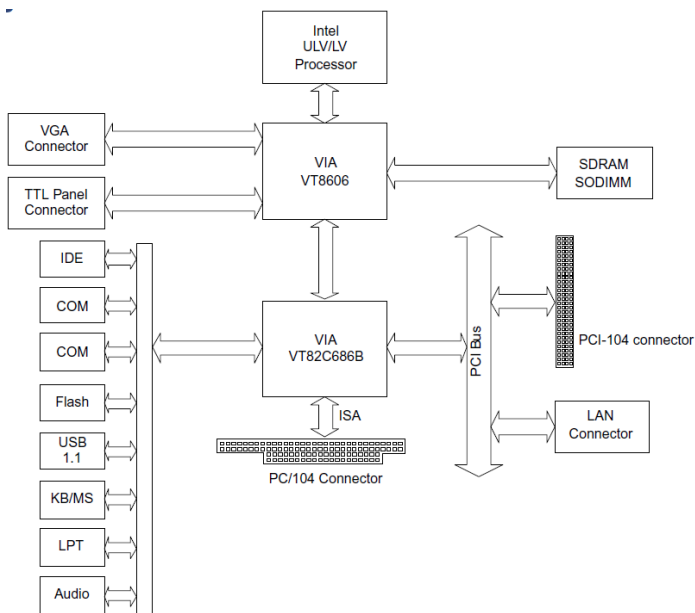 Intel
ULV/LV
Processor
VGA
Connector
VIA
VT8606
SDRAM
SODIMM
TTL Panel
Connector
IDE
COM
COM
Flash
USB
1.1
KB/MS
LPT
Audio
VIA
VT82C686B
ISA
PC/104 Connector
PCI Bus
PCI-104 connector
LAN
Connector